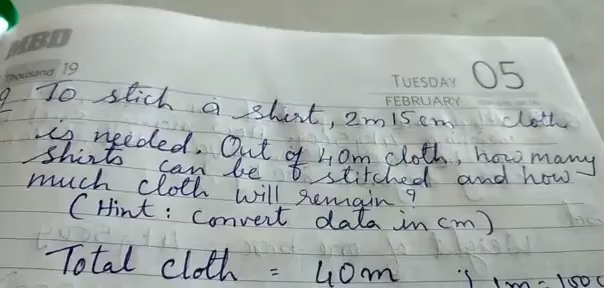 MBD
Thousand 19
TUESDAY 05
FEBRUARY
Q To stich a shirt, 2m 15cm cloth
is needed. Out of 40m cloth, how many
shirts can be stitched and how
much cloth will remain?
(Hint: convert data in cm)
Total cloth = 40m